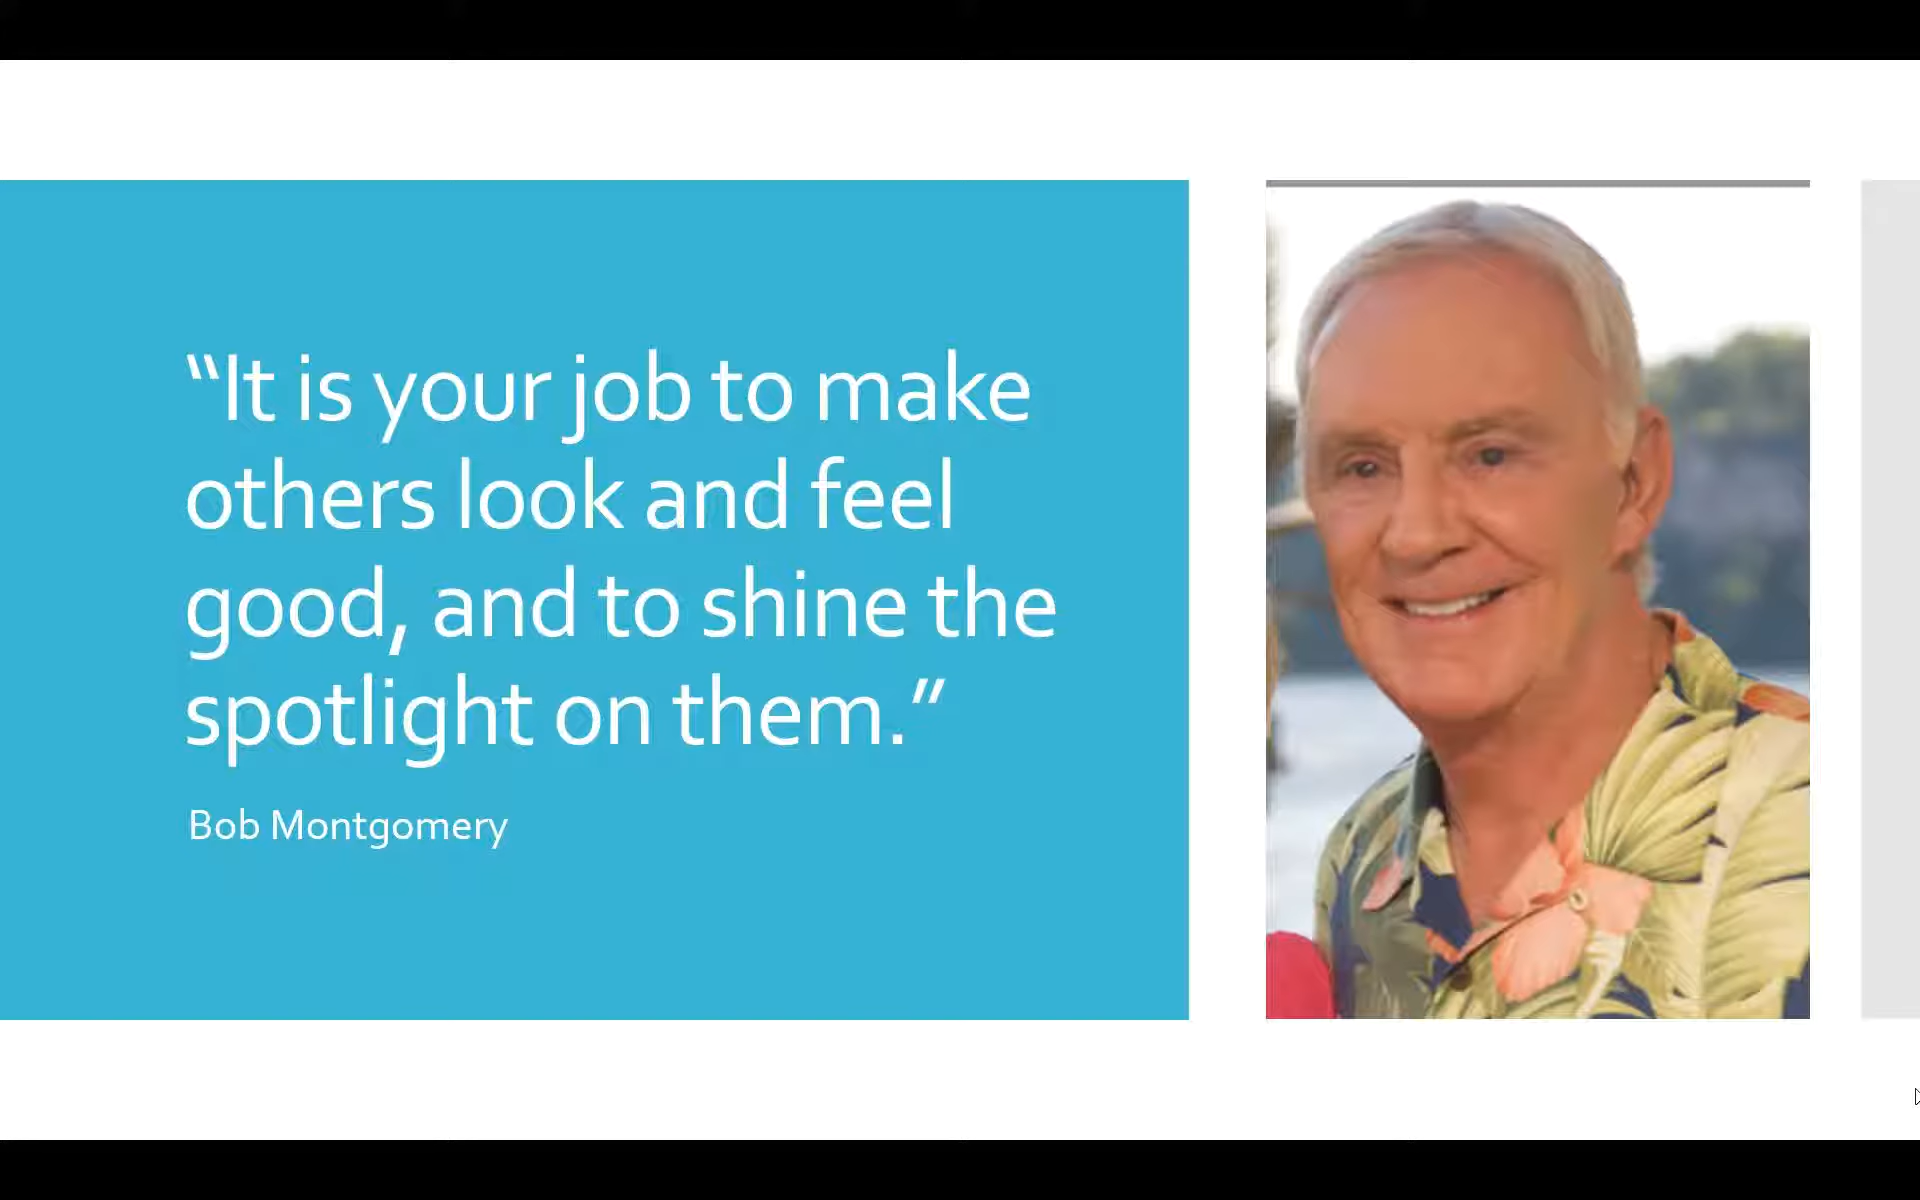 “It is your job to make
others look and feel
good, and to shine the
spotlight on them.”
Bob Montgomery